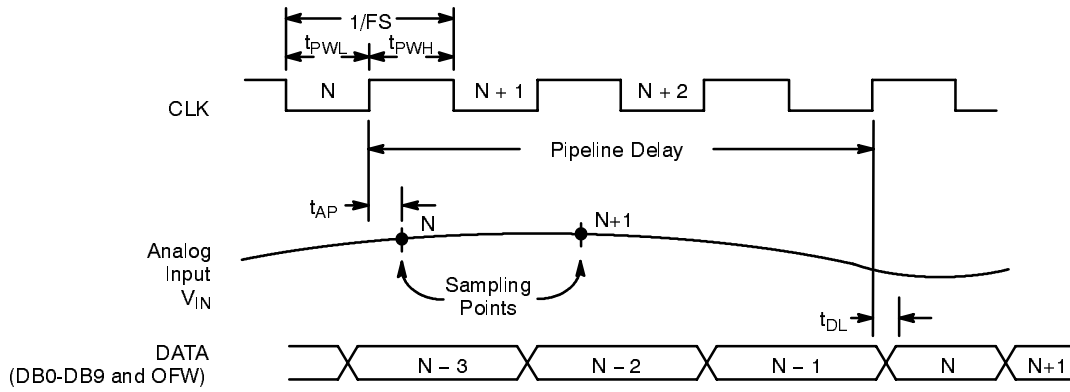 1/FS
tPWL tPWH
CLK
N
N + 1
N + 2
Pipeline Delay
tAP
N
N+1
Analog
Input
VIN
Sampling
Points
tDL
DATA
(DB0-DB9 and OFW)
N – 3
N – 2
N – 1
N
N+1